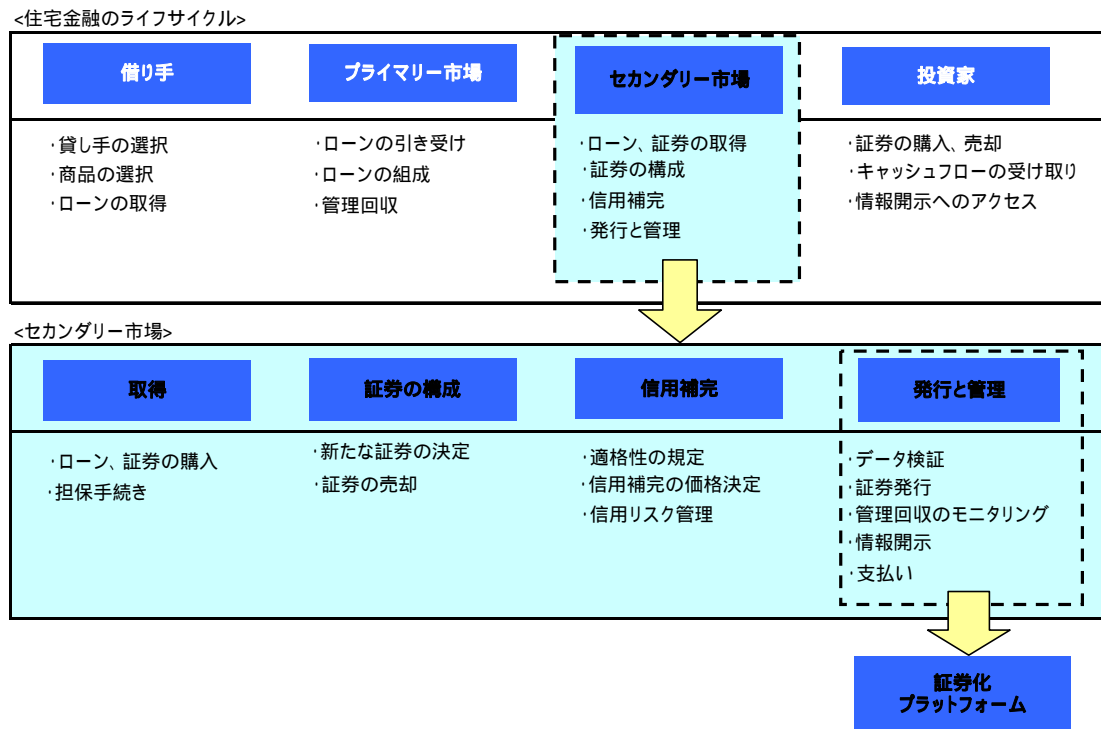 <住宅金融のライフサイクル>
借り手
プライマリー市場
セカンダリー市場
投資家
・貸し手の選択
・商品の選択
・ローンの取得
・ローンの引き受け
・ローンの組成
・管理回収
・ローン、証券の取得
・証券の構成
・信用補完
・発行と管理
・証券の購入、売却
・キャッシュフローの受け取り
・情報開示へのアクセス
<セカンダリー市場>
取得
証券の構成
信用補完
発行と管理
・ローン、証券の購入
・担保手続き
・新たな証券の決定
・証券の売却
・適格性の規定
・信用補完の価格決定
・信用リスク管理
・データ検証
・証券発行
・管理回収のモニタリング
・情報開示
・支払い
証券化
プラットフォーム